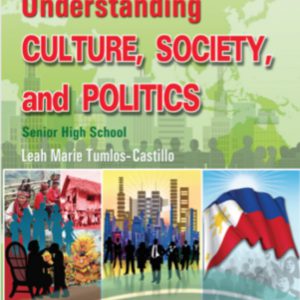 Understanding
CULTURE, SOCIETY,
and POLITICS
Senior High School
Leah Marie Tumlos-Castillo